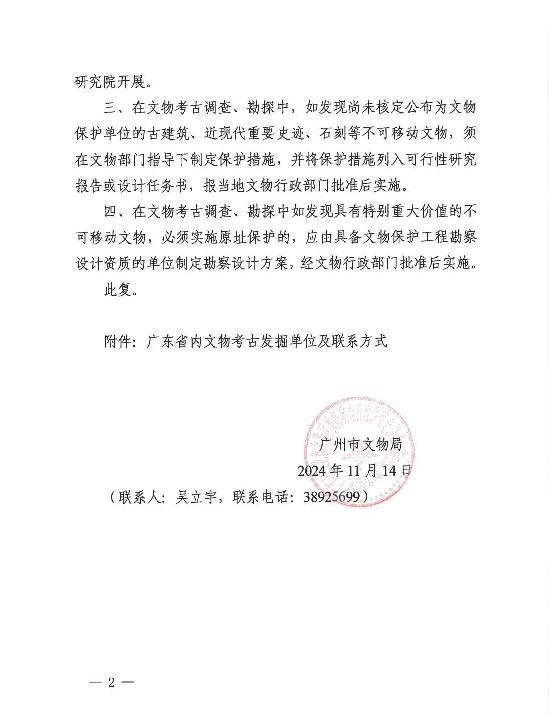 研究院开展。
三、在文物考古调查、勘探中，如发现尚未核定公布为文物
保护单位的古建筑、近现代重要史迹、石刻等不可移动文物，须
在文物部门指导下制定保护措施，并将保护措施列入可行性研究
报告或设计任务书，报当地文物行政部门批准后实施。
四、在文物考古调查、勘探中如发现具有特别重大价值的不
可移动文物，必须实施原址保护的，应由具备文物保护工程勘察
设计资质的单位制定勘察设计方案，经文物行政部门批准后实施。
此复。
附件：广东省内文物考古发掘单位及联系方式
广州市文物局
2024年11月14日
（联系人：吴立宇，联系电话：38925699）
— 2 —